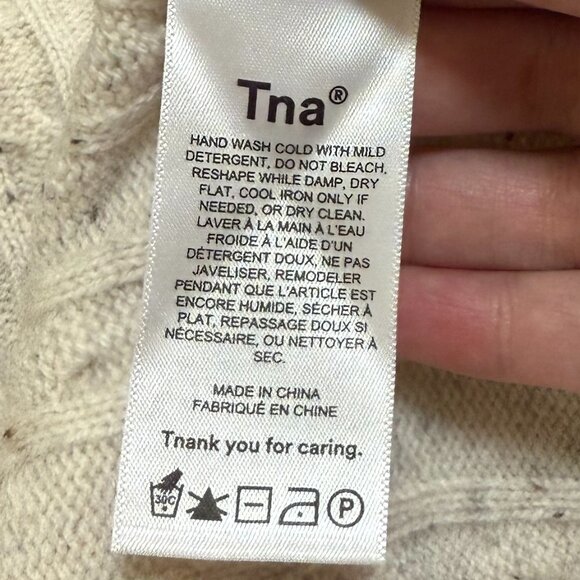 Tna®
HAND WASH COLD WITH MILD
DETERGENT, DO NOT BLEACH,
RESHAPE WHILE DAMP, DRY
FLAT, COOL IRON ONLY IF
NEEDED, OR DRY CLEAN.
LAVER À LA MAIN À L'EAU
FROIDE À L'AIDE D'UN
DÉTERGENT DOUX, NE PAS
JAVELISER, REMODELER
PENDANT QUE L'ARTICLE EST
ENCORE HUMIDE, SÉCHER À
PLAT, REPASSAGE DOUX SI
NÉCESSAIRE, OU NETTOYER À
SEC.
MADE IN CHINA
FABRIQUÉ EN CHINE
Tnank you for caring.
30C P